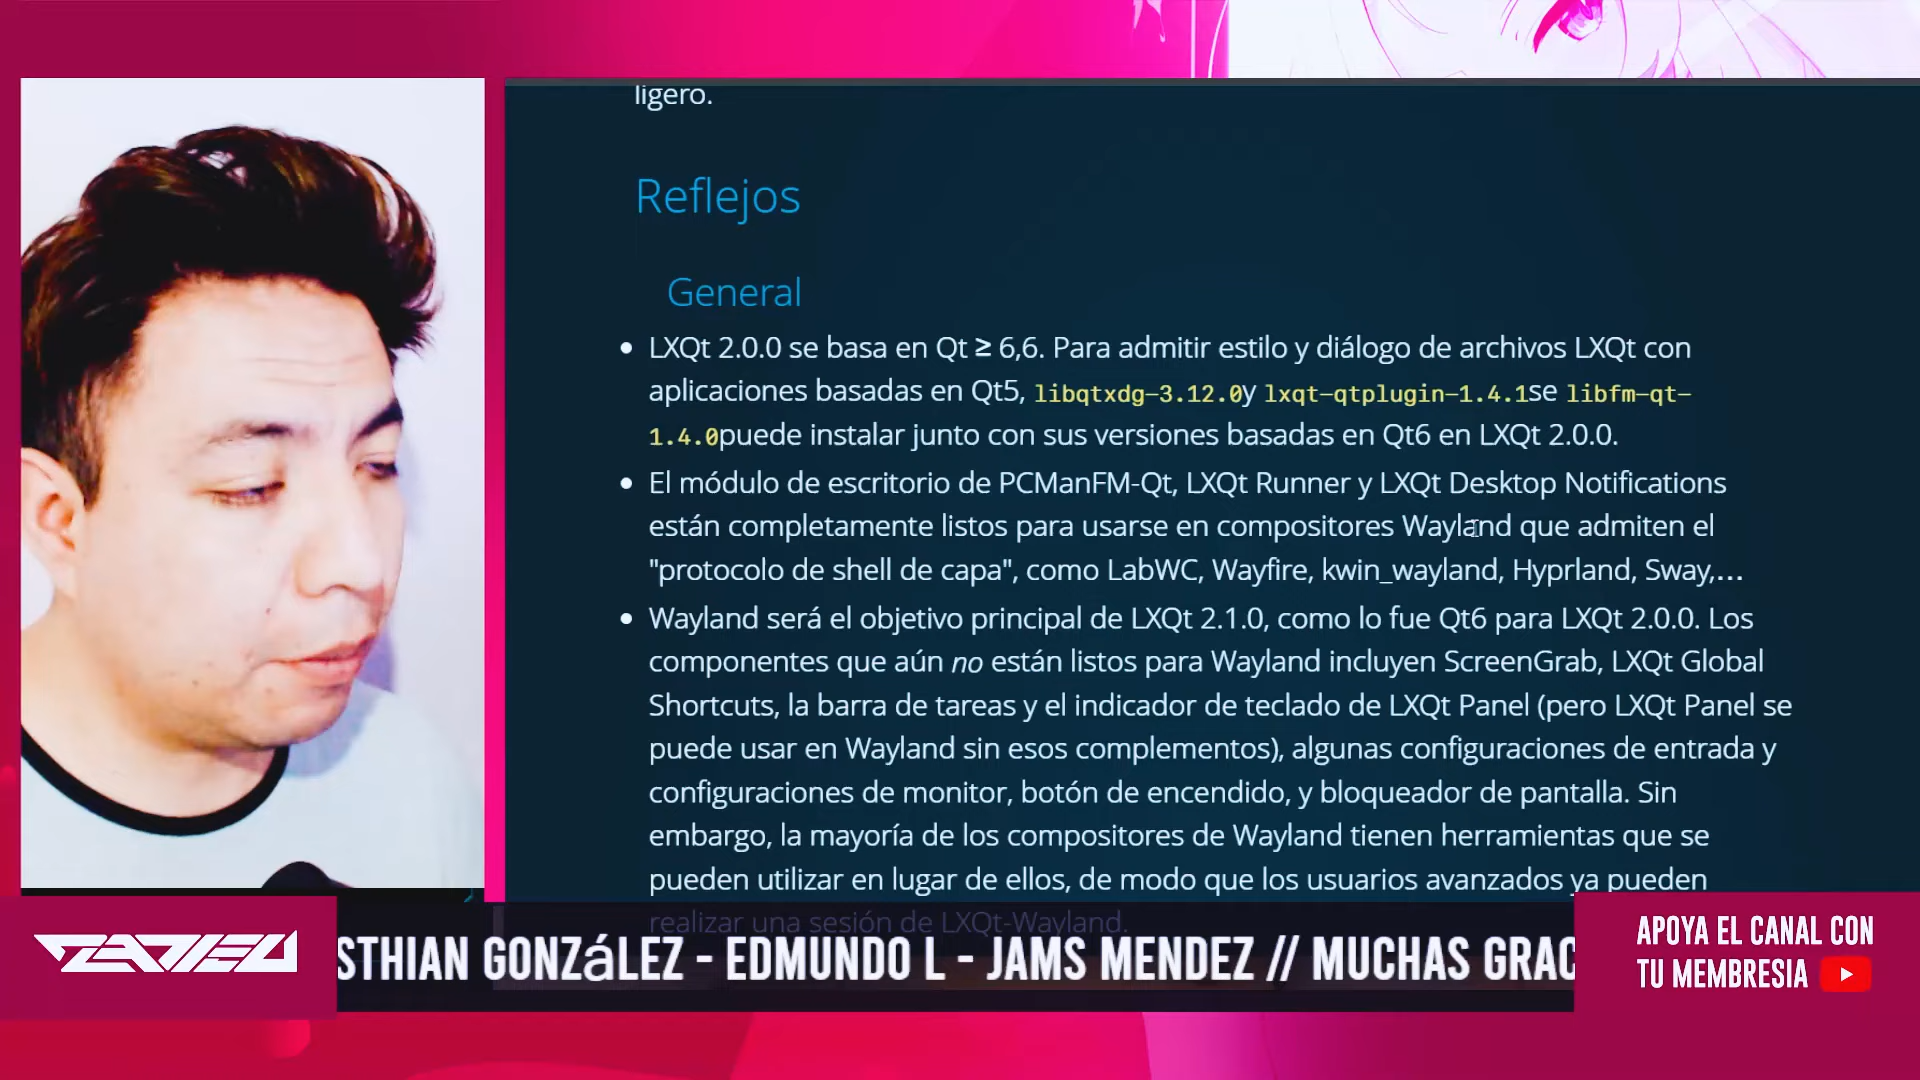 ligero.
Reflejos
General
LXQt 2.0.0 se basa en Qt ≥ 6,6. Para admitir estilo y diálogo de archivos LXQt con
aplicaciones basadas en Qt5, libqtxdg-3.12.0y lxqt-qtplugin-1.4.1se libfm-qt-
1.4.0puede instalar junto con sus versiones basadas en Qt6 en LXQt 2.0.0.
El módulo de escritorio de PCManFM-Qt, LXQt Runner y LXQt Desktop Notifications
están completamente listos para usarse en compositores Wayland que admiten el
"protocolo de shell de capa", como LabWC, Wayfire, kwin_wayland, Hyprland, Sway,…
Wayland será el objetivo principal de LXQt 2.1.0, como lo fue Qt6 para LXQt 2.0.0. Los
componentes que aún no están listos para Wayland incluyen ScreenGrab, LXQt Global
Shortcuts, la barra de tareas y el indicador de teclado de LXQt Panel (pero LXQt Panel se
puede usar en Wayland sin esos complementos), algunas configuraciones de entrada y
configuraciones de monitor, botón de encendido, y bloqueador de pantalla. Sin
embargo, la mayoría de los compositores de Wayland tienen herramientas que se
pueden utilizar en lugar de ellos, de modo que los usuarios avanzados ya pueden
realizar una sesión de LXQt-Wayland.
STHIAN GONZáLEZ - EDMUNDO L - JAMS MENDEZ // MUCHAS GRAC
APOYA EL CANAL CON
TU MEMBRESIA